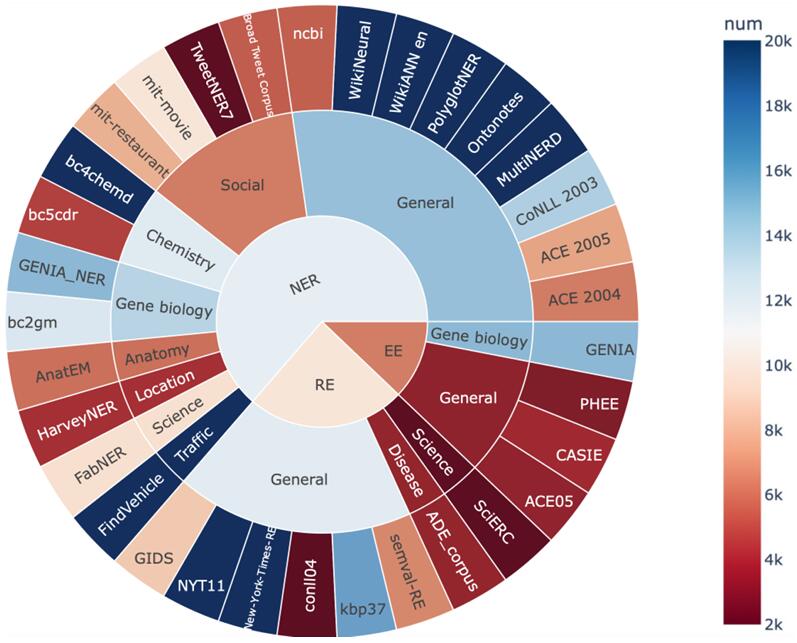 num
20k
18k
16k
14k
12k
10k
8k
6k
4k
2k
NER
RE
EE
General
Social
Chemistry
Gene biology
Anatomy
Location
Science
Traffic
General
Disease
Science
General
Gene biology
ncbi
WikiNeural
WikiANN en
PolyglotNER
Ontonotes
MultiNERD
CoNLL 2003
ACE 2005
ACE 2004
GENIA
PHEE
CASIE
ACE05
SciERC
ADE_corpus
semval-RE
kbp37
conll04
New-York-Times-RE
NYT11
GIDS
FindVehicle
FabNER
HarveyNER
AnatEM
bc2gm
GENIA_NER
bc5cdr
bc4chemd
mit-restaurant
mit-movie
TweetNER7
Broad Tweet Corpus